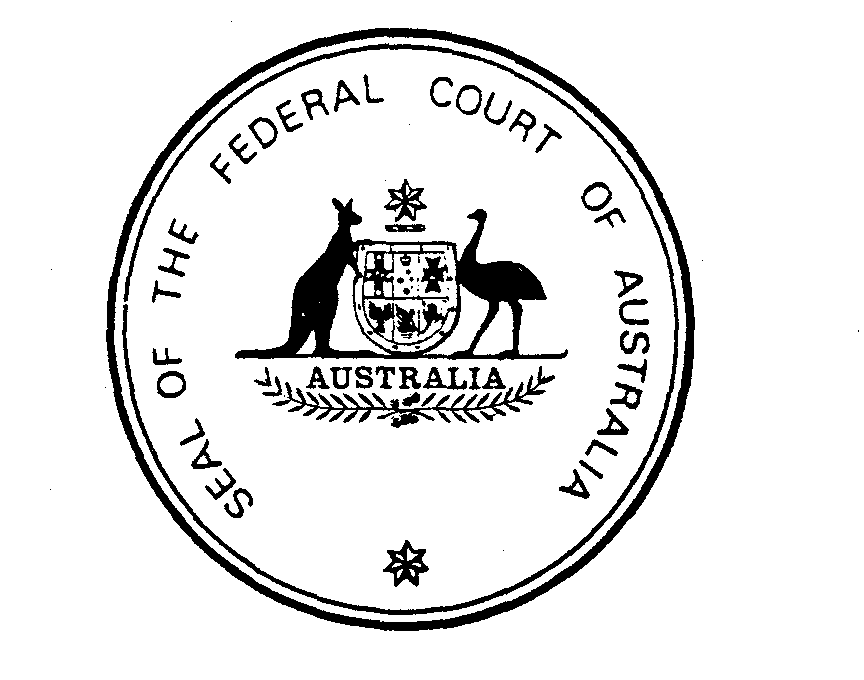 SEAL OF THE FEDERAL COURT OF AUSTRALIA
AUSTRALIA